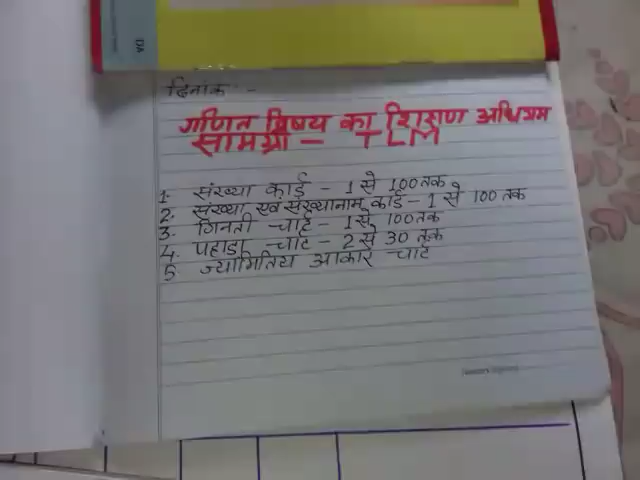 दिनांक :-
गणित विषय का शिक्षण अधिगम
सामग्री - TLM
1. संख्या कार्ड - 1 से 100 तक
2. संख्या एवं संख्यानाम कार्ड - 1 से 100 तक
3. गिनती चार्ट - 1 से 100 तक
4. पहाडा चार्ट - 2 से 30 तक
5 ज्यामितिय आकार चार्ट